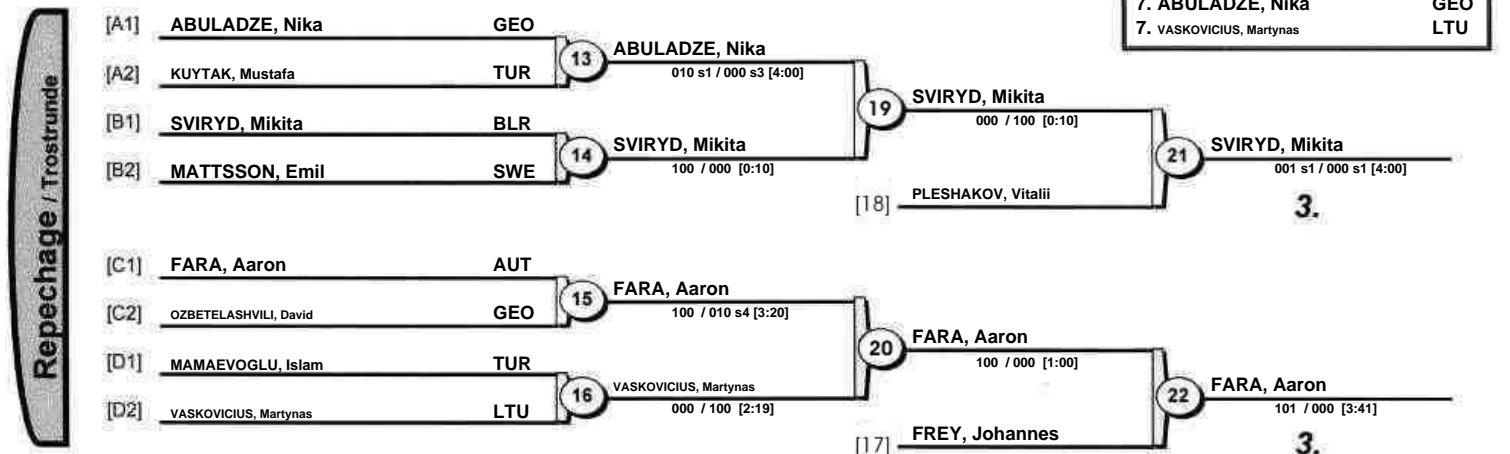 7. ABULADZE, Nika GEO
7. VASKOVICIUS, Martynas LTU
Repechage / Trostrunde
[A1] ABULADZE, Nika GEO
[A2] KUYTAK, Mustafa TUR
[B1] SVIRYD, Mikita BLR
[B2] MATTSSON, Emil SWE
13 ABULADZE, Nika
010 s1 / 000 s3 [4:00]
14 SVIRYD, Mikita
100 / 000 [0:10]
19 SVIRYD, Mikita
000 / 100 [0:10]
[18] PLESHAKOV, Vitalii
21 SVIRYD, Mikita
001 s1 / 000 s1 [4:00]
3.
[C1] FARA, Aaron AUT
[C2] OZBETELASHVILI, David GEO
[D1] MAMAEVOGLU, Islam TUR
[D2] VASKOVICIUS, Martynas LTU
15 FARA, Aaron
100 / 010 s4 [3:20]
16 VASKOVICIUS, Martynas
000 / 100 [2:19]
20 FARA, Aaron
100 / 000 [1:00]
[17] FREY, Johannes
22 FARA, Aaron
101 / 000 [3:41]
3.